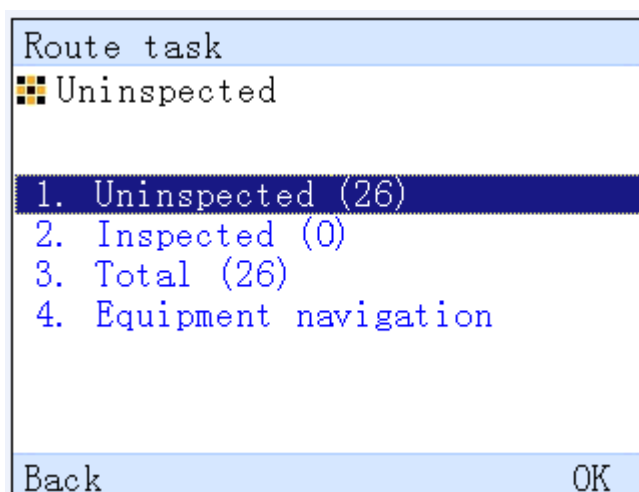 Route task
Uninspected
1. Uninspected (26)
2. Inspected (0)
3. Total (26)
4. Equipment navigation
Back OK